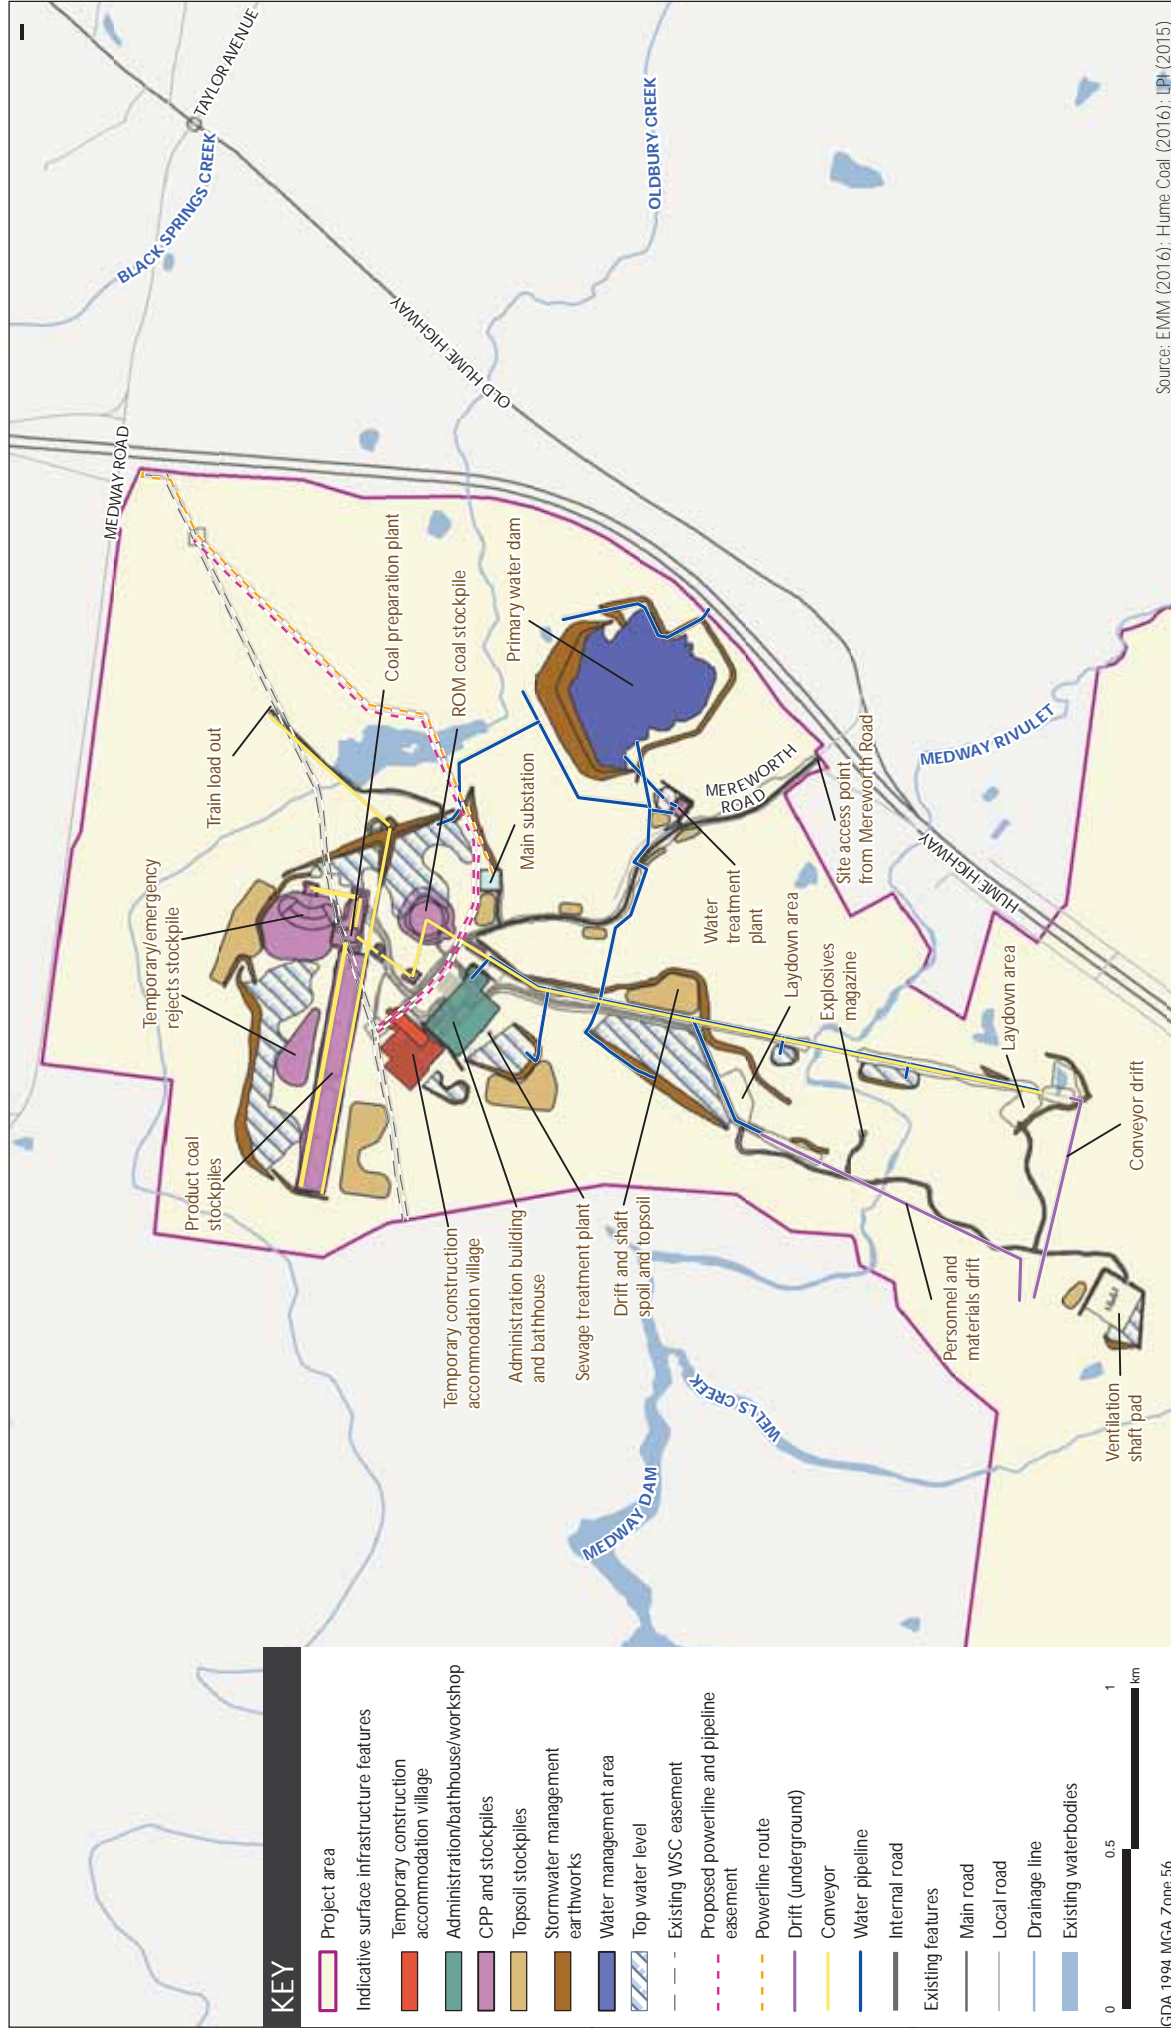 KEY
Project area
Indicative surface infrastructure features
Temporary construction
accommodation village
Administration/bathhouse/workshop
CPP and stockpiles
Topsoil stockpiles
Stormwater management
earthworks
Water management area
Top water level
Existing WSC easement
Proposed powerline and pipeline
easement
Powerline route
Drift (underground)
Conveyor
Water pipeline
Internal road
Existing features
Main road
Local road
Drainage line
Existing waterbodies
0
0.5
1
km
GDA 1994 MGA Zone 56
Product coal
stockpiles
Temporary/emergency
rejects stockpile
Train load out
MEDWAY ROAD
BLACK SPRINGS CREEK
TAYLOR AVENUE
OLD HUME HIGHWAY
OLDBURY CREEK
Coal preparation plant
ROM coal stockpile
Primary water dam
Main substation
MEREWORTH
ROAD
Water
treatment
plant
Site access point
from Mereworth Road
MEDWAY RIVULET
HUME HIGHWAY
Temporary construction
accommodation village
Administration building
and bathhouse
Sewage treatment plant
Drift and shaft
spoil and topsoil
Laydown area
Explosives
magazine
Laydown area
Conveyor drift
Personnel and
materials drift
Ventilation
shaft pad
MEDWAY DAM
WELLS CREEK
Source: EMM (2016); Hume Coal (2016); LPI (2015)